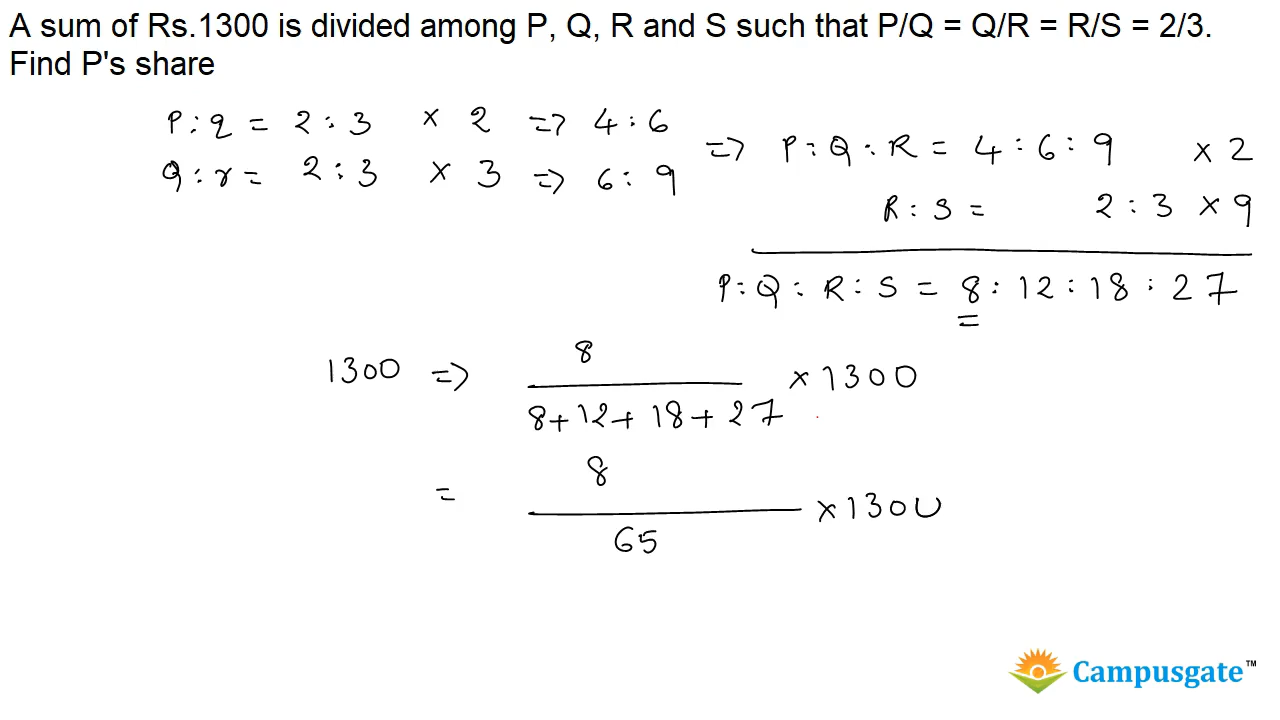 A sum of Rs.1300 is divided among P, Q, R and S such that P/Q = Q/R = R/S = 2/3.
Find P's share
P : q = 2 : 3 × 2 => 4 : 6
Q : r = 2 : 3 × 3 => 6 : 9
=> P : Q : R = 4 : 6 : 9 × 2
R : S = 2 : 3 × 9
P : Q : R : S = 8 : 12 : 18 : 27
8
1300 => × 1300
8 + 12 + 18 + 27
8
= × 1300
65
Campusgate™